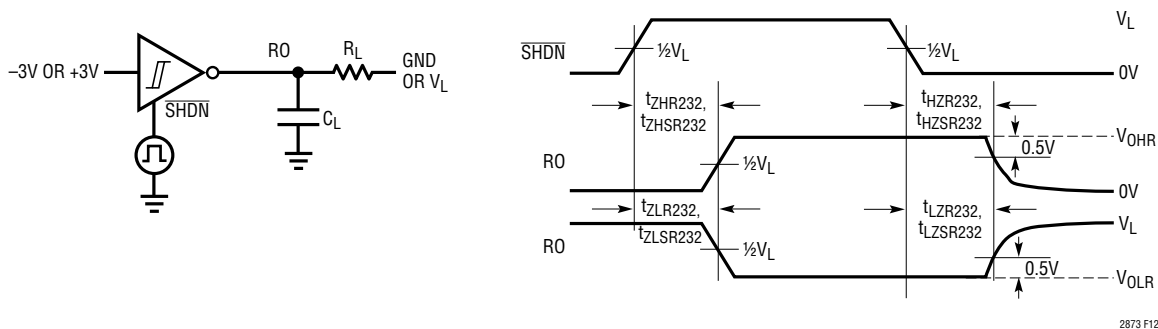 –3V OR +3V
RO
R_L
GND
OR V_L
SHDN
C_L
SHDN
½V_L
½V_L
V_L
0V
t_ZHR232,
t_ZHSR232
t_HZR232,
t_HZSR232
RO
½V_L
V_OHR
0.5V
0V
t_ZLR232,
t_ZLSR232
t_LZR232,
t_LZSR232
RO
½V_L
V_L
0.5V
V_OLR
2873 F12